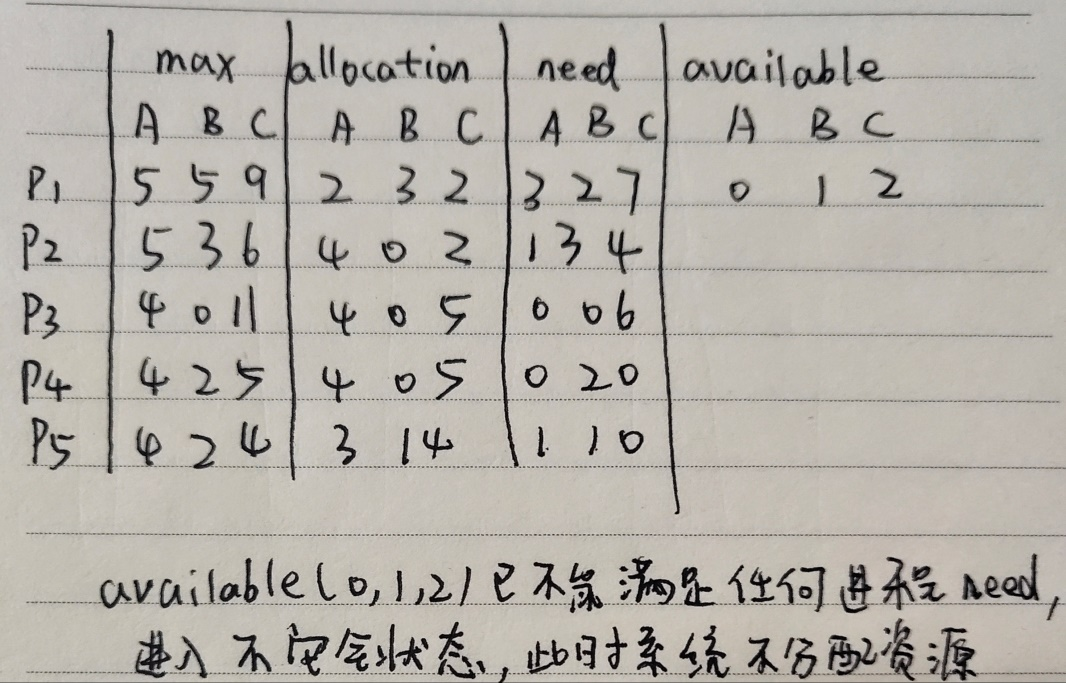 max allocation need available
A B C A B C A B C A B C
P1 5 5 9 2 3 2 3 2 7 0 1 2
P2 5 3 6 4 0 2 1 3 4
P3 4 0 11 4 0 5 0 0 6
P4 4 2 5 4 0 5 0 2 0
P5 4 2 4 3 1 4 1 1 0
available(0,1,2)已不能满足任何进程need,
进入不安全状态,此时系统不分配资源